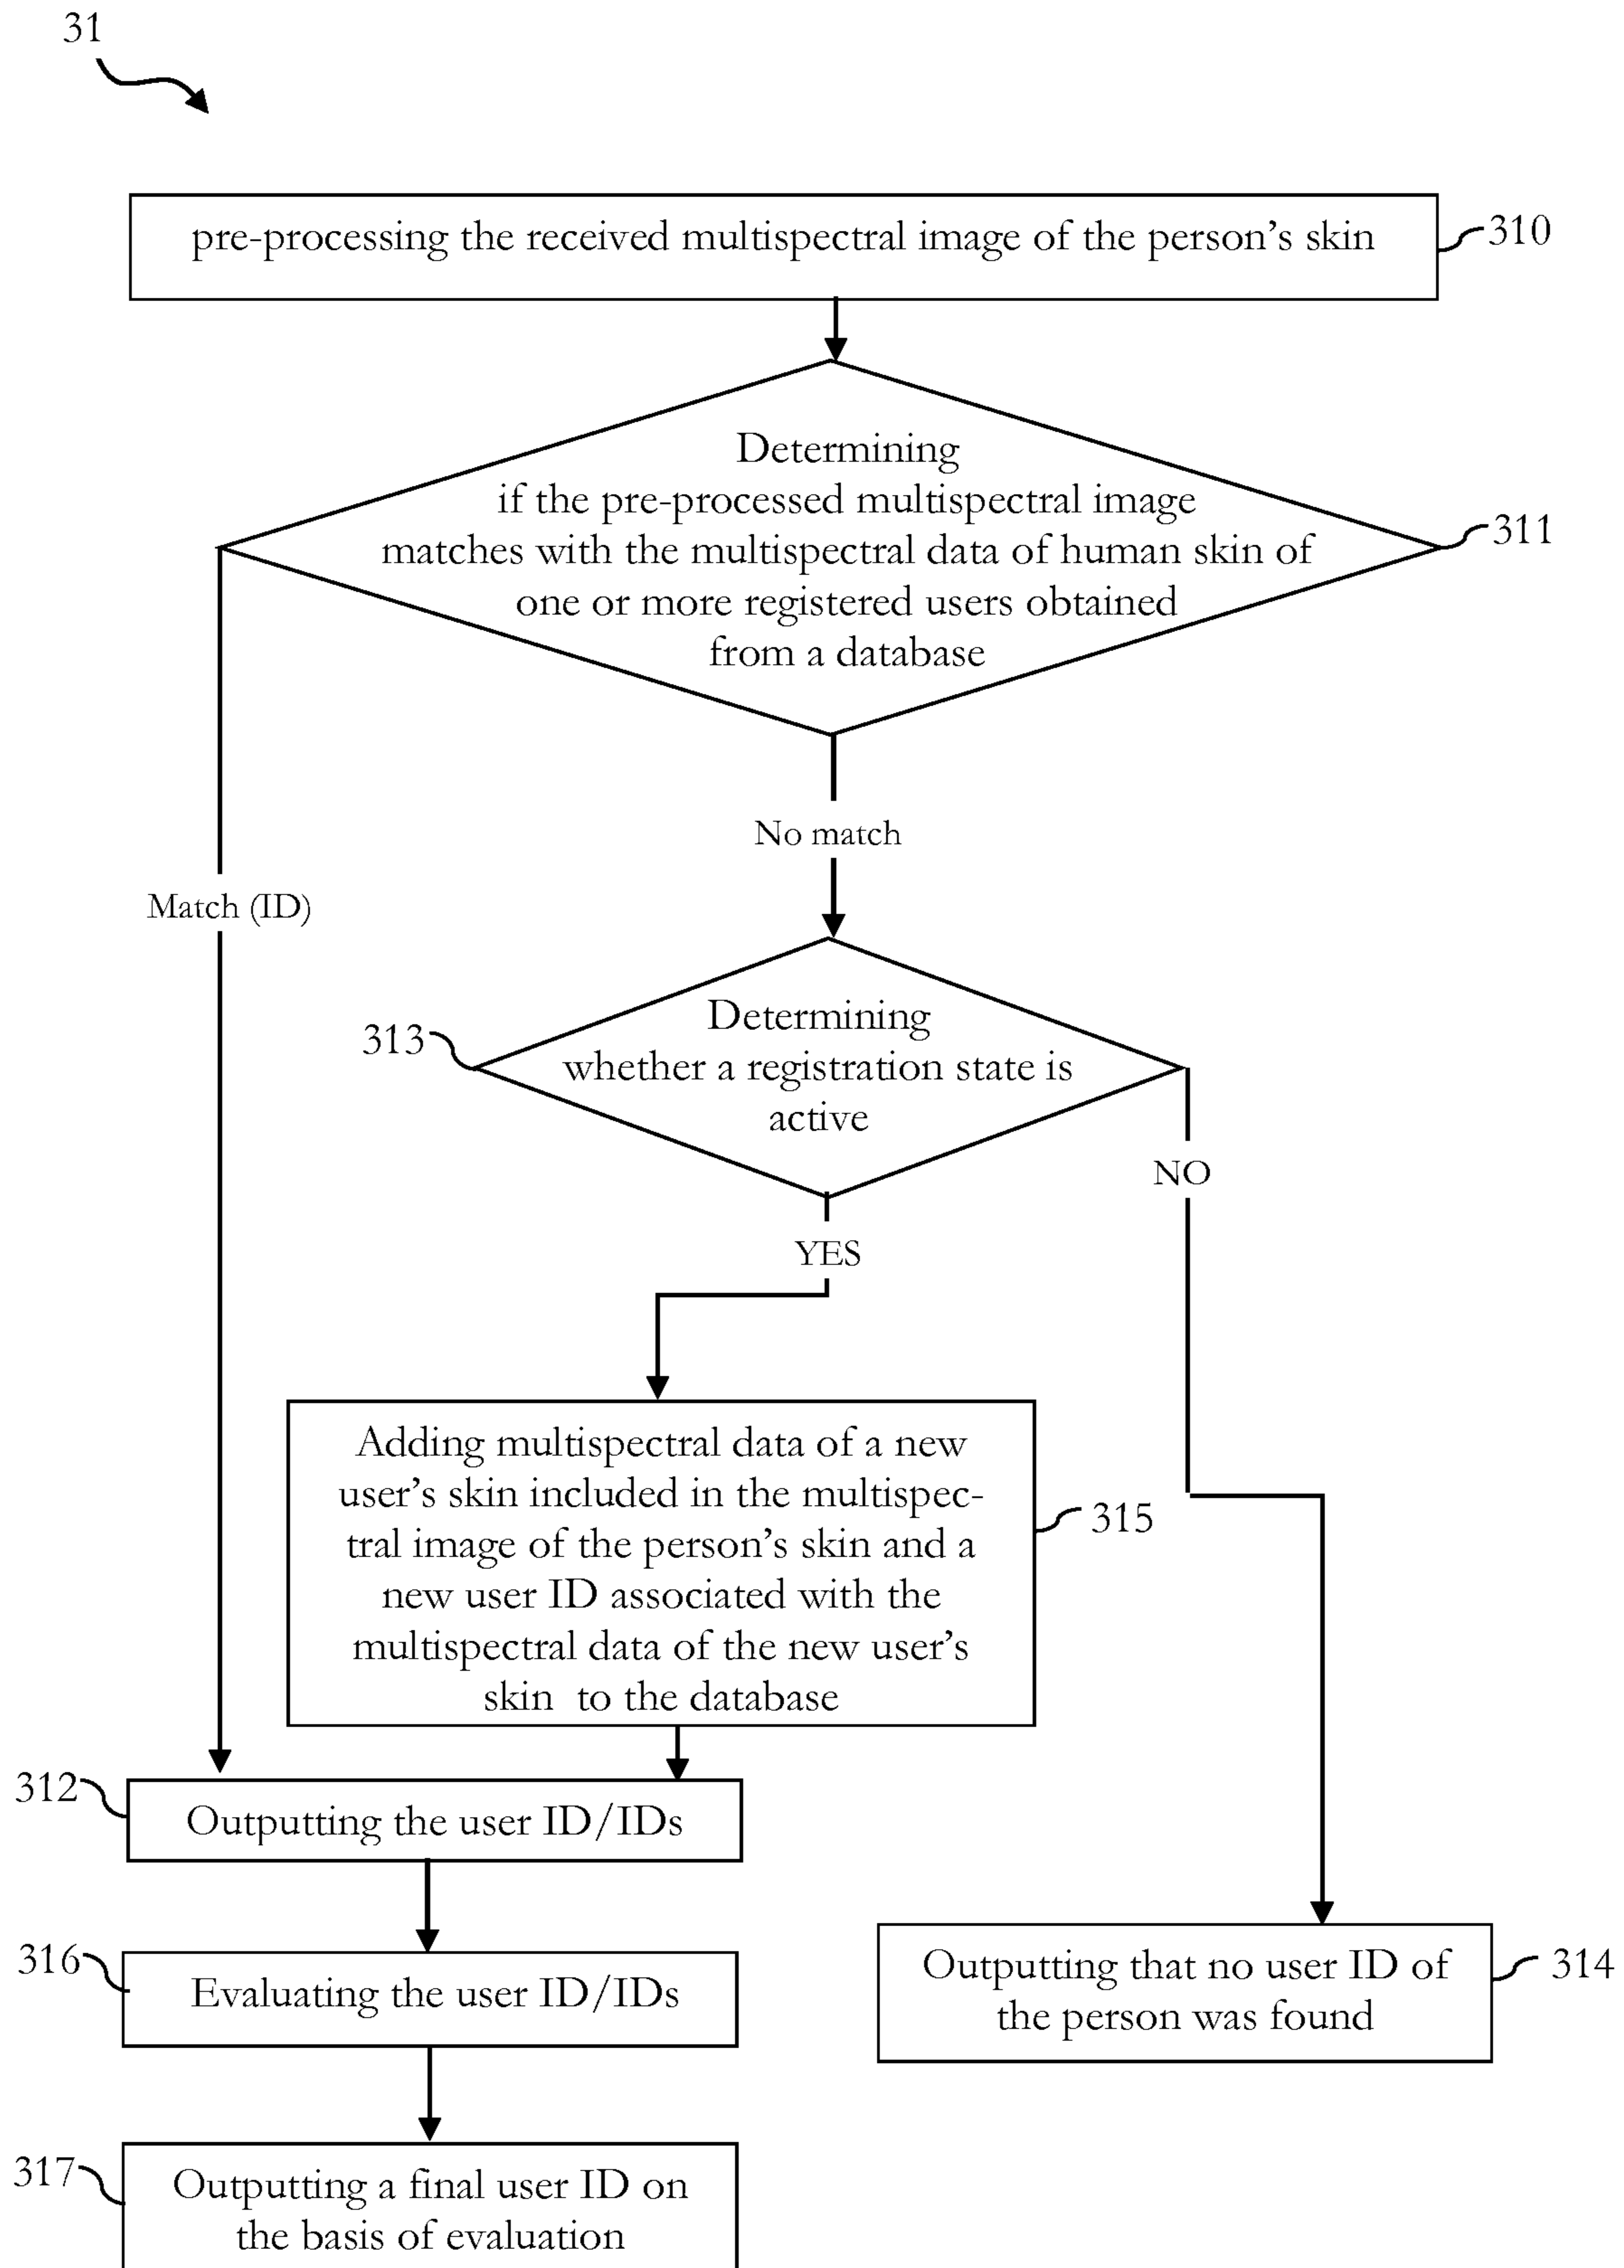 31
pre-processing the received multispectral image of the person's skin
310
Determining
if the pre-processed multispectral image
matches with the multispectral data of human skin of
one or more registered users obtained
from a database
311
No match
Match (ID)
313
Determining
whether a registration state is
active
NO
YES
Adding multispectral data of a new
user's skin included in the multispec-
tral image of the person's skin and a
new user ID associated with the
multispectral data of the new user's
skin to the database
315
312
Outputting the user ID/IDs
316
Evaluating the user ID/IDs
Outputting that no user ID of
the person was found
314
317
Outputting a final user ID on
the basis of evaluation